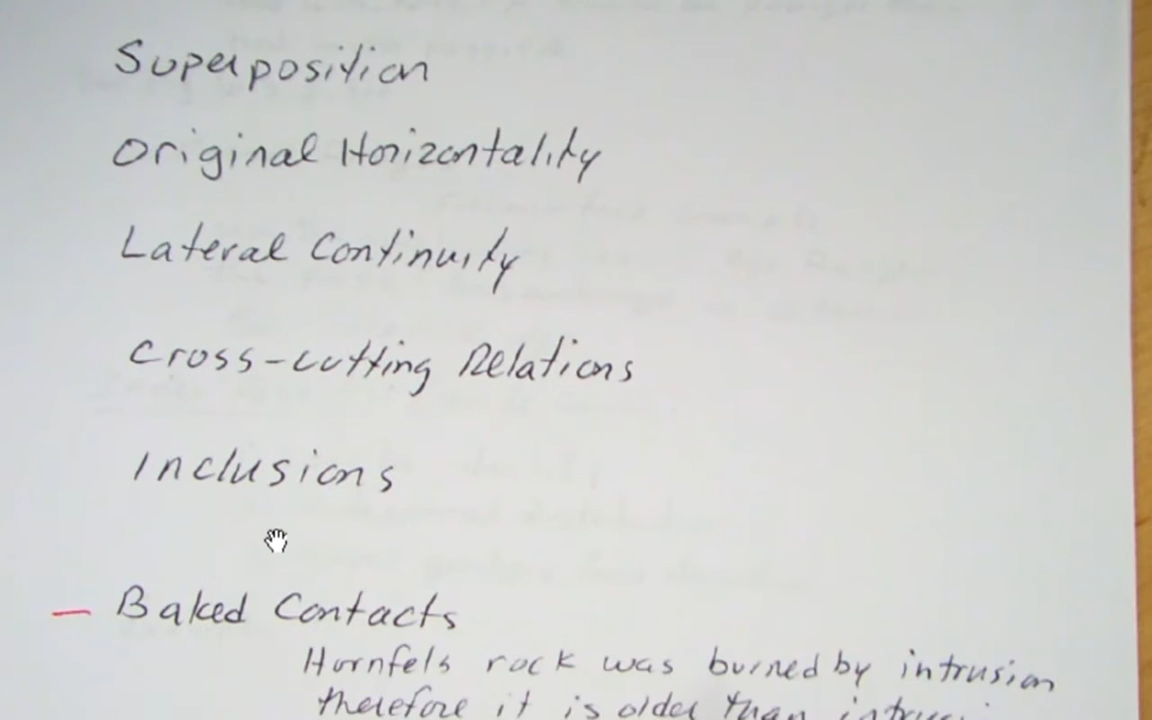 Superposition
Original Horizontality
Lateral Continuity
Cross-cutting Relations
Inclusions
— Baked Contacts
Hornfels rock was burned by intrusion
therefore it is older than